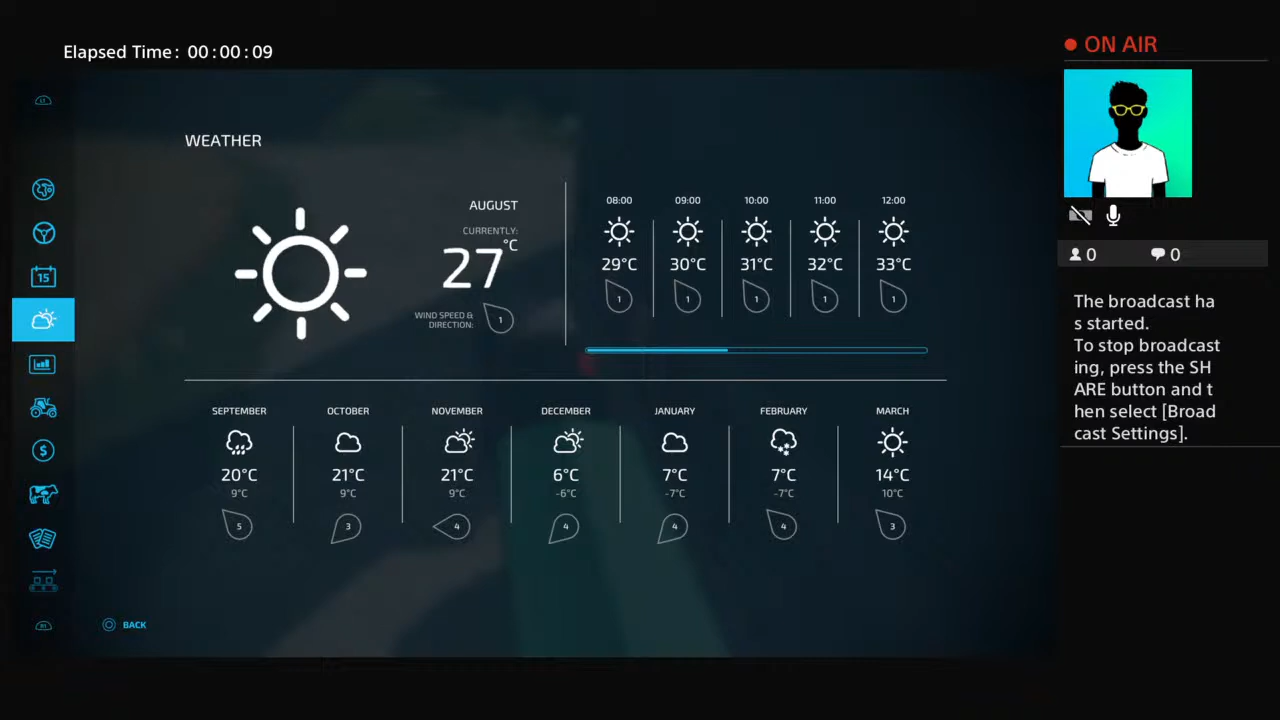 Elapsed Time: 00:00:09
ON AIR
L1
WEATHER
AUGUST
CURRENTLY:
27°C
WIND SPEED &
DIRECTION:
1
08:00 09:00 10:00 11:00 12:00
29°C 30°C 31°C 32°C 33°C
1 1 1 1 1
15
SEPTEMBER OCTOBER NOVEMBER DECEMBER JANUARY FEBRUARY MARCH
20°C 21°C 21°C 6°C 7°C 7°C 14°C
9°C 9°C 9°C -6°C -7°C -7°C 10°C
5 3 4 4 4 4 3
$
R1
BACK
0 0
The broadcast ha
s started.
To stop broadcast
ing, press the SH
ARE button and t
hen select [Broad
cast Settings].